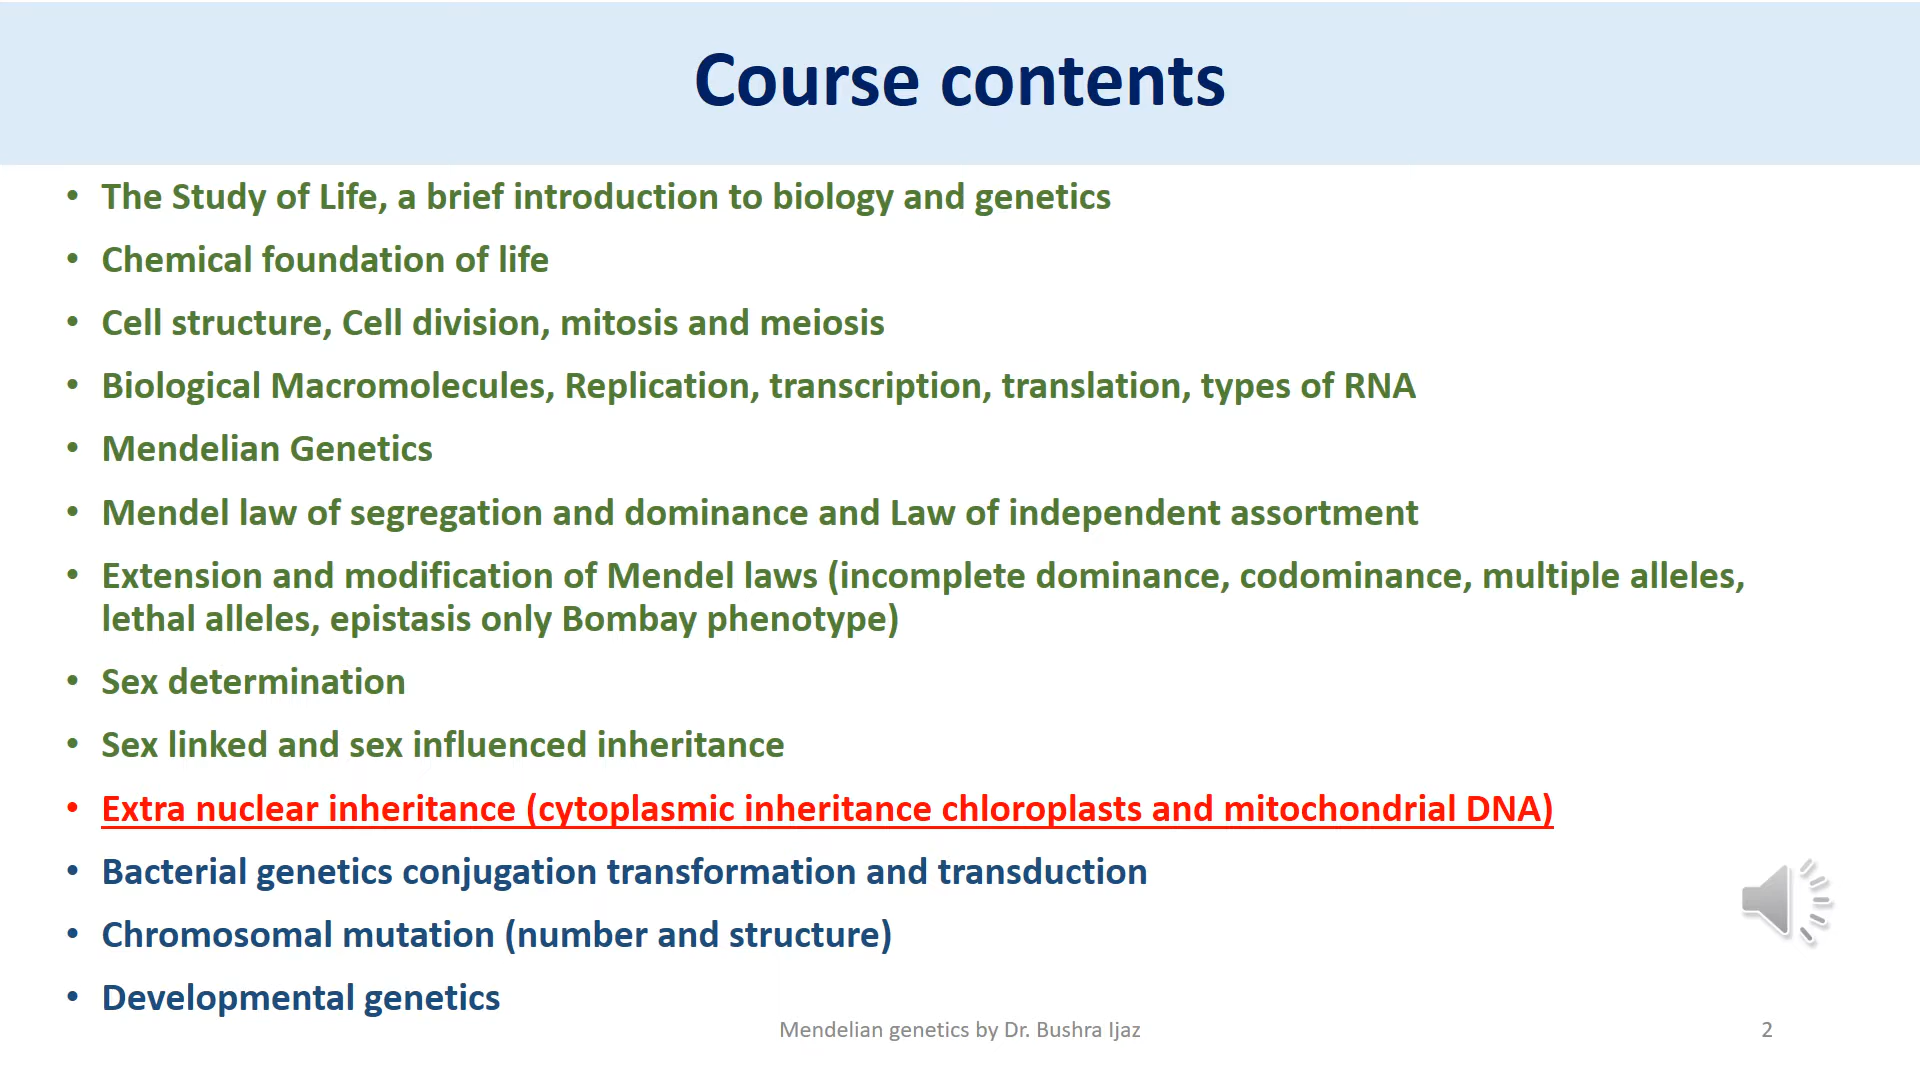 Course contents
• The Study of Life, a brief introduction to biology and genetics
• Chemical foundation of life
• Cell structure, Cell division, mitosis and meiosis
• Biological Macromolecules, Replication, transcription, translation, types of RNA
• Mendelian Genetics
• Mendel law of segregation and dominance and Law of independent assortment
• Extension and modification of Mendel laws (incomplete dominance, codominance, multiple alleles,
lethal alleles, epistasis only Bombay phenotype)
• Sex determination
• Sex linked and sex influenced inheritance
• Extra nuclear inheritance (cytoplasmic inheritance chloroplasts and mitochondrial DNA)
• Bacterial genetics conjugation transformation and transduction
• Chromosomal mutation (number and structure)
• Developmental genetics
Mendelian genetics by Dr. Bushra Ijaz
2